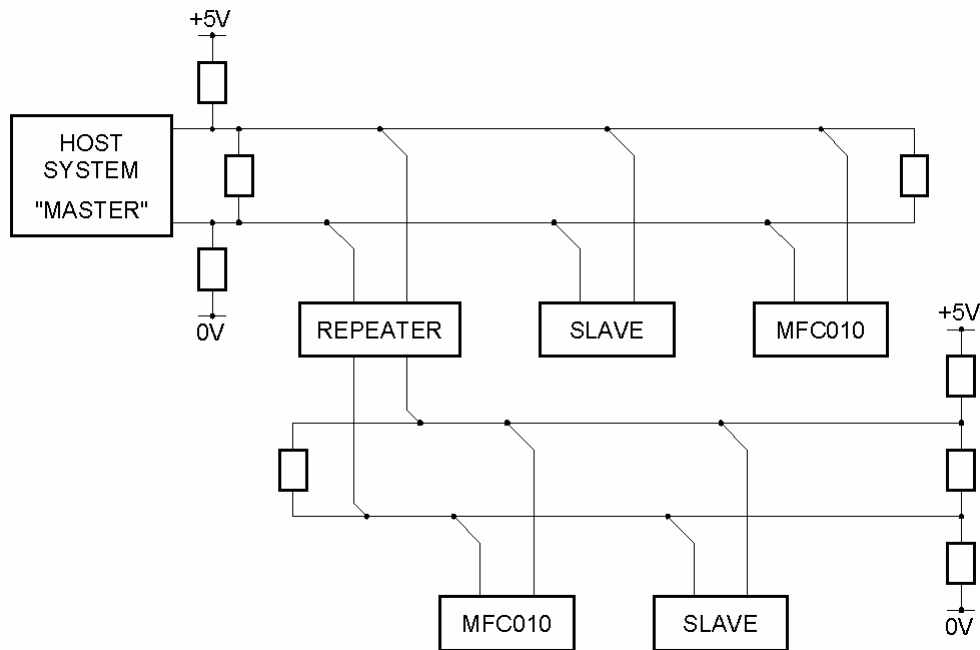 +5V
HOST
SYSTEM
"MASTER"
0V
REPEATER
SLAVE
MFC010
+5V
MFC010
SLAVE
0V